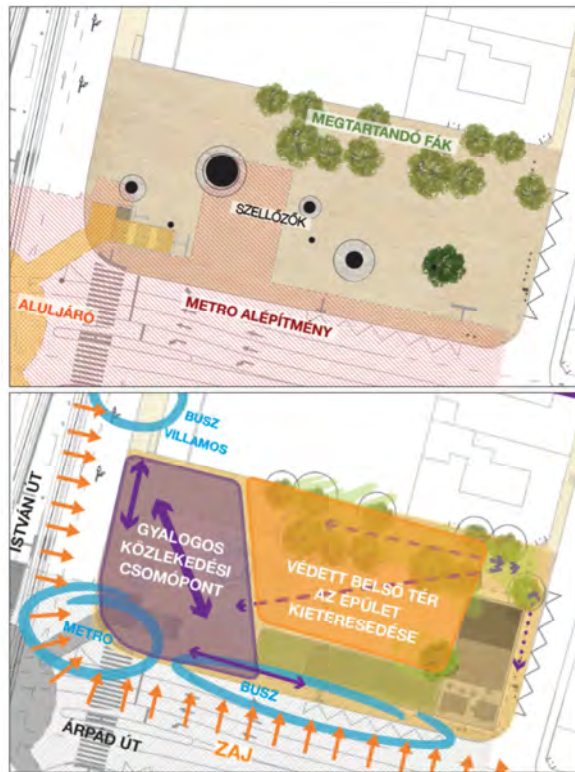 MEGTARTANDÓ FÁK
SZELLŐZŐK
ALULJÁRÓ
METRO ALÉPÍTMÉNY
BUSZ
VILLAMOS
ISTVÁN ÚT
GYALOGOS
KÖZLEKEDÉSI
CSOMÓPONT
VÉDETT BELSŐ TÉR
AZ ÉPÜLET
KIETERESEDÉSE
METRO
BUSZ
ÁRPÁD ÚT
ZAJ